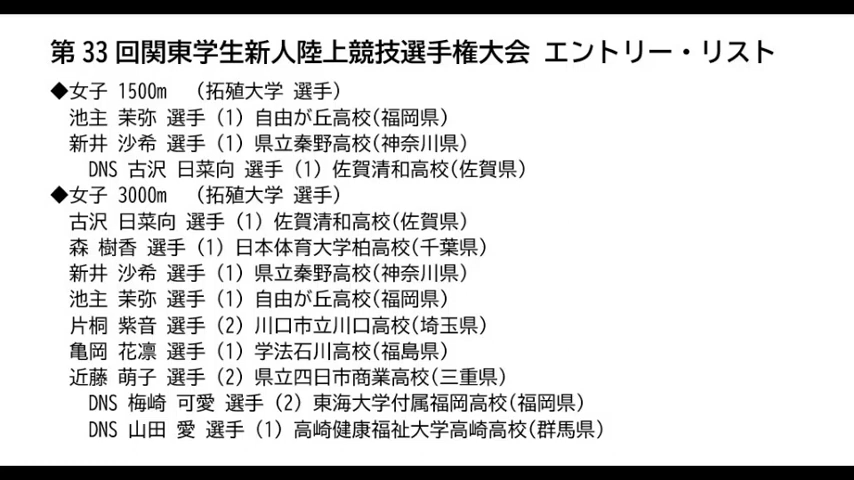 第 33 回関東学生新人陸上競技選手権大会 エントリー・リスト
◆女子 1500m （拓殖大学 選手）
池主 茉弥 選手 (1) 自由が丘高校(福岡県)
新井 沙希 選手 (1) 県立秦野高校(神奈川県)
DNS 古沢 日菜向 選手 (1) 佐賀清和高校(佐賀県)
◆女子 3000m （拓殖大学 選手）
古沢 日菜向 選手 (1) 佐賀清和高校(佐賀県)
森 樹香 選手 (1) 日本体育大学柏高校(千葉県)
新井 沙希 選手 (1) 県立秦野高校(神奈川県)
池主 茉弥 選手 (1) 自由が丘高校(福岡県)
片桐 紫音 選手 (2) 川口市立川口高校(埼玉県)
亀岡 花凛 選手 (1) 学法石川高校(福島県)
近藤 萌子 選手 (2) 県立四日市商業高校(三重県)
DNS 梅崎 可愛 選手 (2) 東海大学付属福岡高校(福岡県)
DNS 山田 愛 選手 (1) 高崎健康福祉大学高崎高校(群馬県)